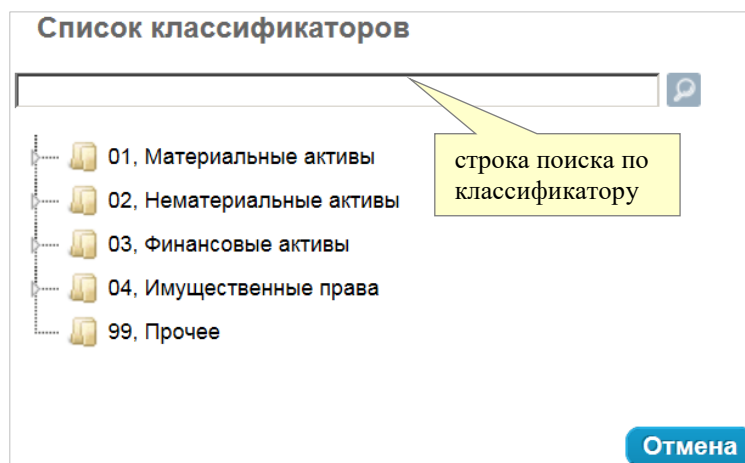 Список классификаторов
строка поиска по
классификатору
01, Материальные активы
02, Нематериальные активы
03, Финансовые активы
04, Имущественные права
99, Прочее
Отмена